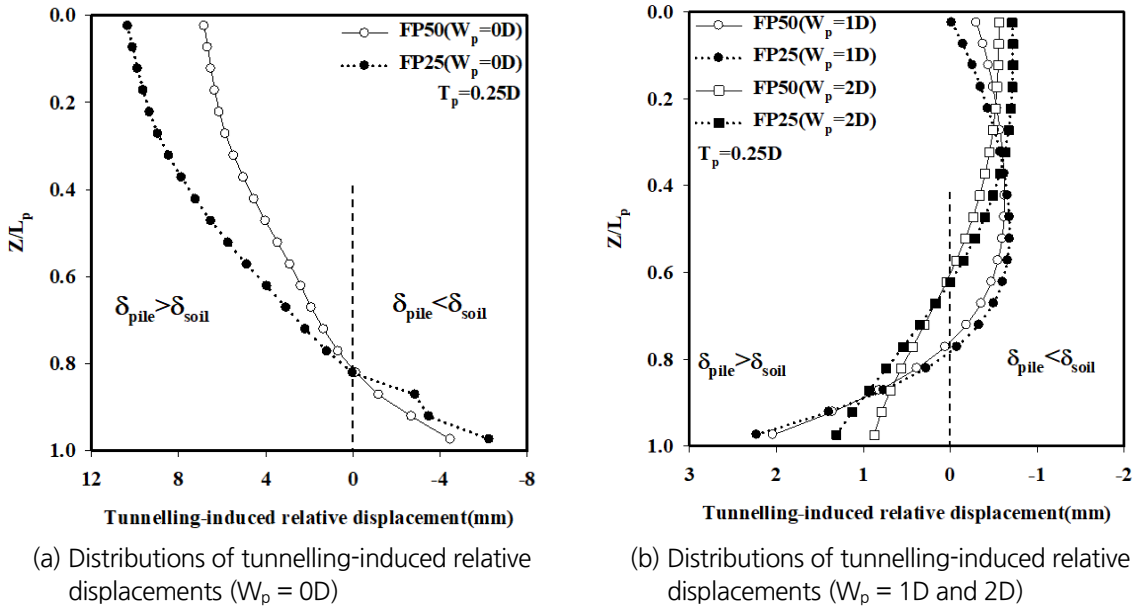 0.0
0.2
0.4
0.6
0.8
1.0
Z/Lp
FP50(Wp=0D)
FP25(Wp=0D)
Tp=0.25D
δpile>δsoil
δpile<δsoil
12 8 4 0 -4 -8
Tunnelling-induced relative displacement(mm)
(a) Distributions of tunnelling-induced relative
displacements (Wp = 0D)
0.0
0.2
0.4
0.6
0.8
1.0
Z/Lp
FP50(Wp=1D)
FP25(Wp=1D)
FP50(Wp=2D)
FP25(Wp=2D)
Tp=0.25D
δpile>δsoil
δpile<δsoil
3 2 1 0 -1 -2
Tunnelling-induced relative displacement(mm)
(b) Distributions of tunnelling-induced relative
displacements (Wp = 1D and 2D)